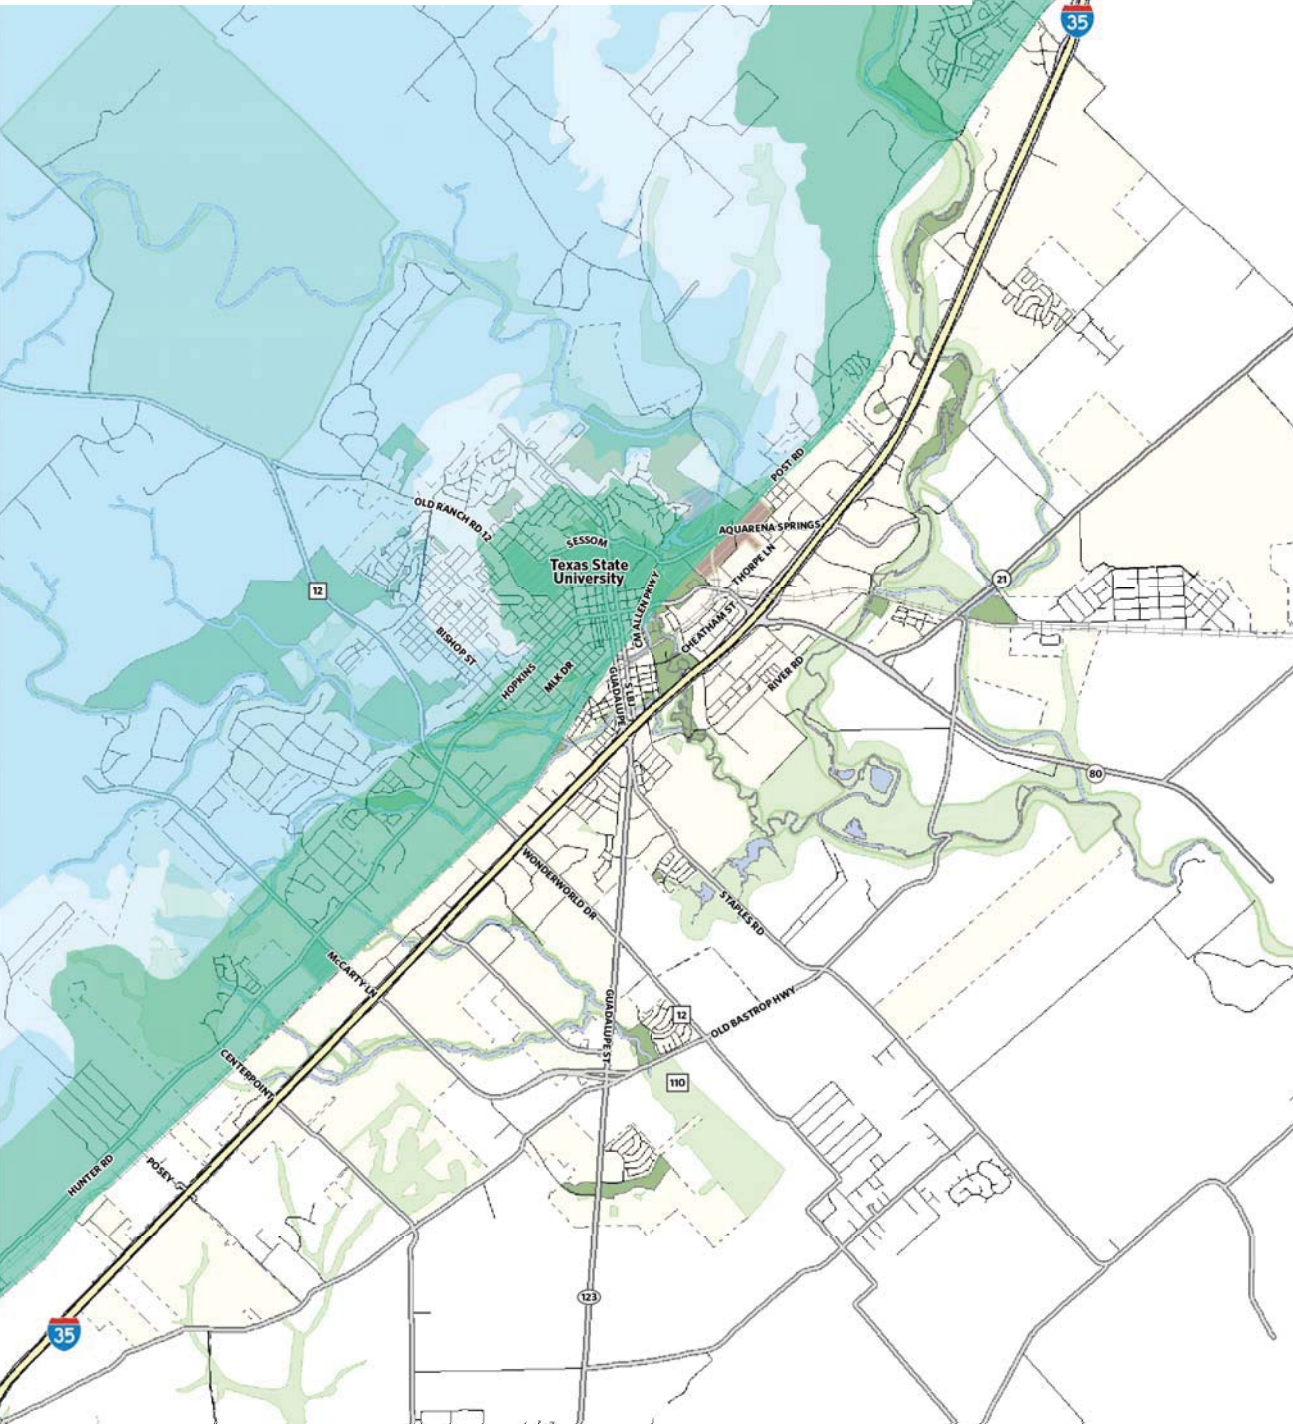 35
POST RD
OLD RANCH RD 12
AQUARENA SPRINGS
SESSOM
THORPE LN
Texas State
University
21
12
CM ALLEN PKWY
CHEATHAM ST
BISHOP ST
HOPKINS
MLK DR
RIVER RD
GUADALUPE
S LBJ
80
WONDERWORLD DR
STAPLES RD
McCARTY LN
GUADALUPE ST
12
OLD BASTROP HWY
CENTERPOINT
110
HUNTER RD
POSEY
123
35